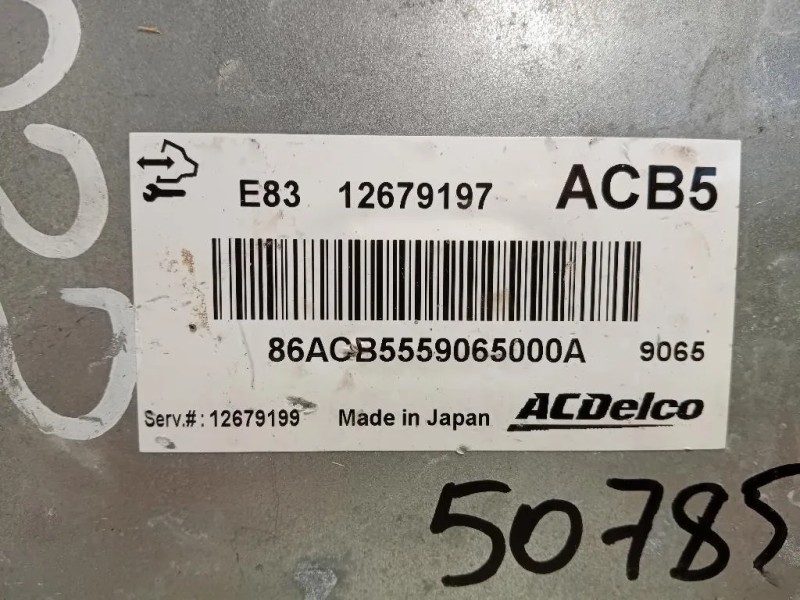 E83 12679197 ACB5
86ACB5559065000A 9065
Serv.#: 12679199 Made in Japan ACDelco
50785